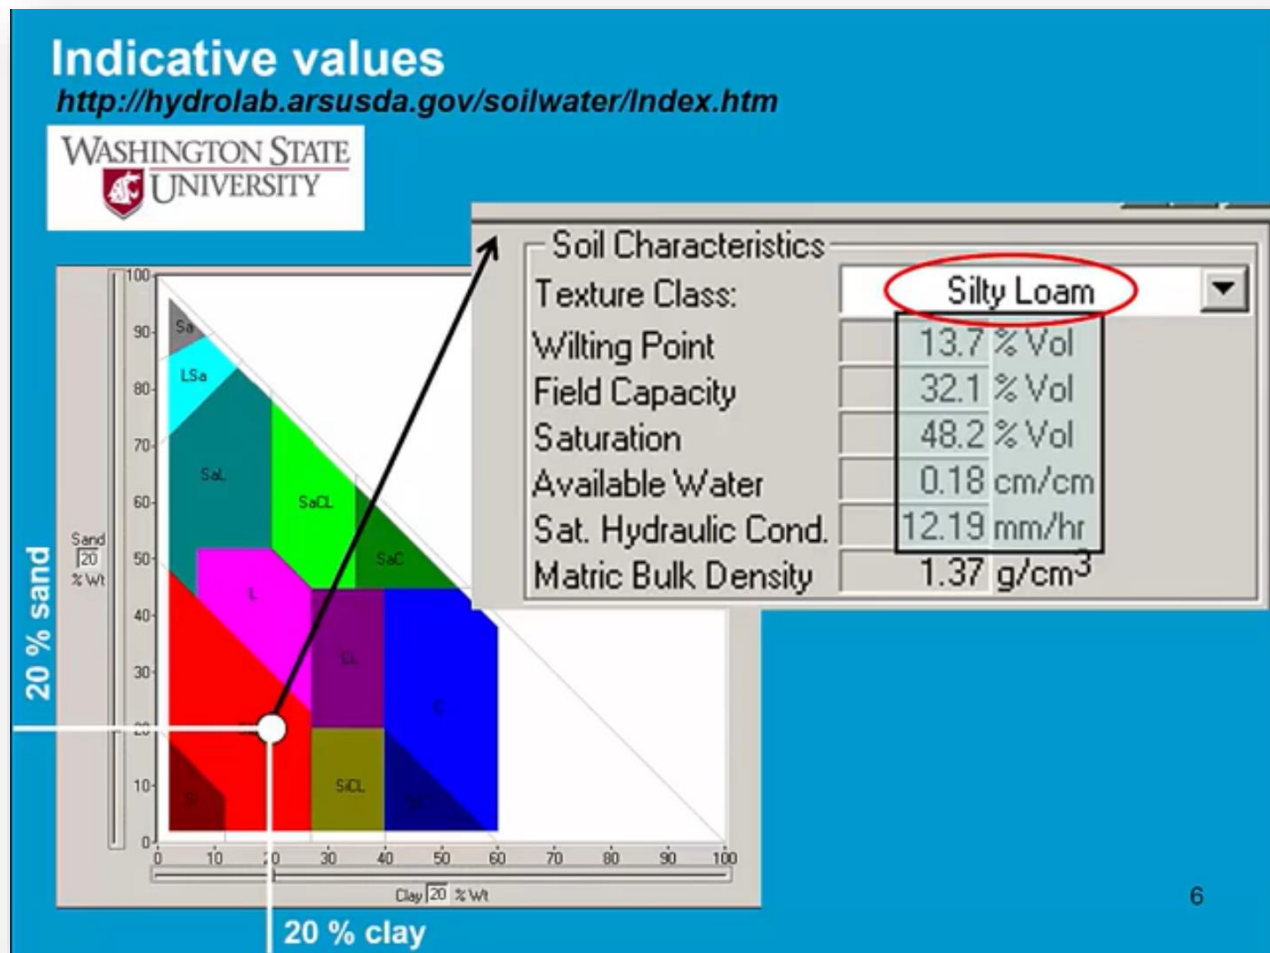 Indicative values
http://hydrolab.arsusda.gov/soilwater/Index.htm
WASHINGTON STATE
UNIVERSITY
Soil Characteristics
Texture Class: Silty Loam
Wilting Point 13.7 % Vol
Field Capacity 32.1 % Vol
Saturation 48.2 % Vol
Available Water 0.18 cm/cm
Sat. Hydraulic Cond. 12.19 mm/hr
Matric Bulk Density 1.37 g/cm3
100
90
Sa
80
LSa
70
SaL
60
SaCL
Sand
20
% Wt
50
SaC
40
L
30
CL
C
20
10
Si
SiCL
0
0 10 20 30 40 50 60 70 80 90 100
Clay 20 % Wt
20 % sand
20 % clay
6